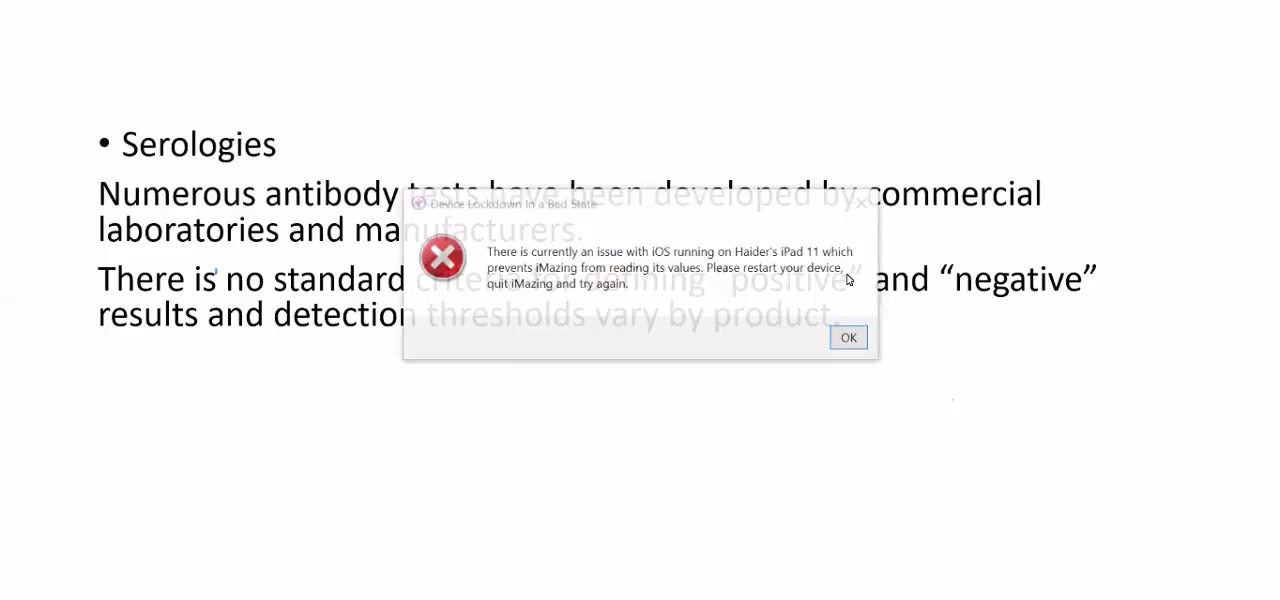 • Serologies
Numerous antibody tests have been developed by commercial
laboratories and manufacturers.
There is no standard criteria for defining “positive” and “negative”
results and detection thresholds vary by product.
Device Lockdown In a Bad State
There is currently an issue with iOS running on Haider's iPad 11 which
prevents iMazing from reading its values. Please restart your device,
quit iMazing and try again.
OK